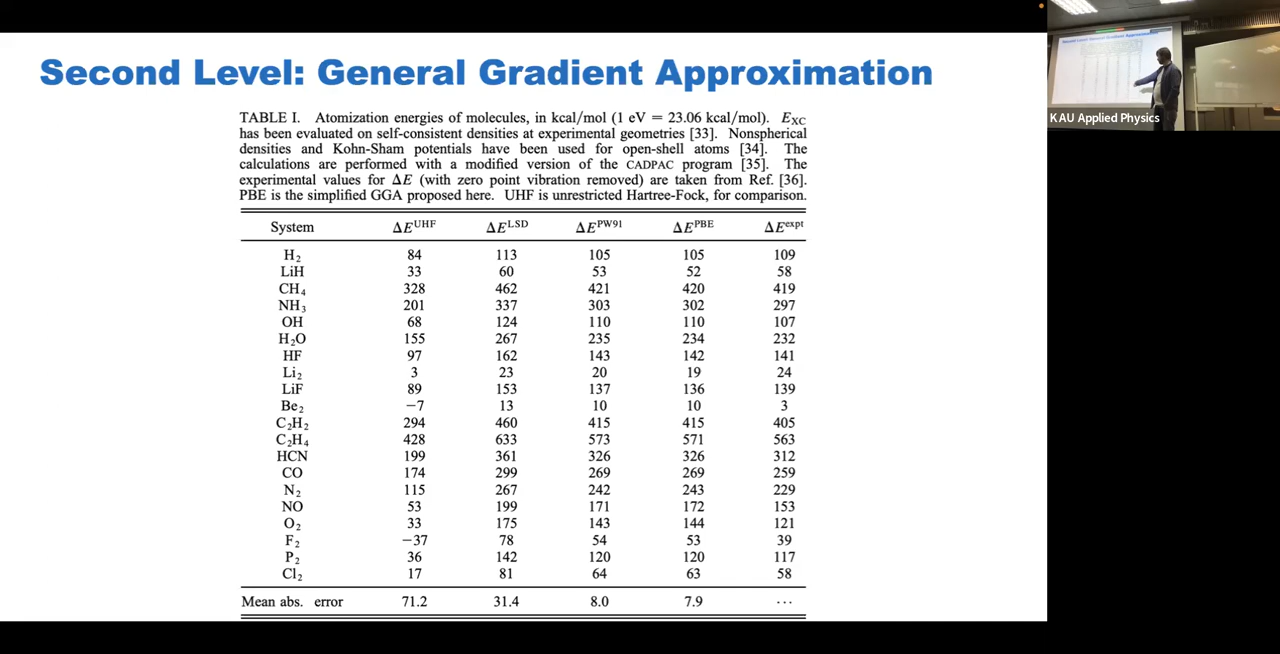 Second Level: General Gradient Approximation
TABLE I. Atomization energies of molecules, in kcal/mol (1 eV = 23.06 kcal/mol). E_XC
has been evaluated on self-consistent densities at experimental geometries [33]. Nonspherical
densities and Kohn-Sham potentials have been used for open-shell atoms [34]. The
calculations are performed with a modified version of the CADPAC program [35]. The
experimental values for ΔE (with zero point vibration removed) are taken from Ref. [36].
PBE is the simplified GGA proposed here. UHF is unrestricted Hartree-Fock, for comparison.
System ΔE^UHF ΔE^LSD ΔE^PW91 ΔE^PBE ΔE^expt
H₂ 84 113 105 105 109
LiH 33 60 53 52 58
CH₄ 328 462 421 420 419
NH₃ 201 337 303 302 297
OH 68 124 110 110 107
H₂O 155 267 235 234 232
HF 97 162 143 142 141
Li₂ 3 23 20 19 24
LiF 89 153 137 136 139
Be₂ −7 13 10 10 3
C₂H₂ 294 460 415 415 405
C₂H₄ 428 633 573 571 563
HCN 199 361 326 326 312
CO 174 299 269 269 259
N₂ 115 267 242 243 229
NO 53 199 171 172 153
O₂ 33 175 143 144 121
F₂ −37 78 54 53 39
P₂ 36 142 120 120 117
Cl₂ 17 81 64 63 58
Mean abs. error 71.2 31.4 8.0 7.9 ...
Second Level: General Gradient Approximation
KAU Applied Physics